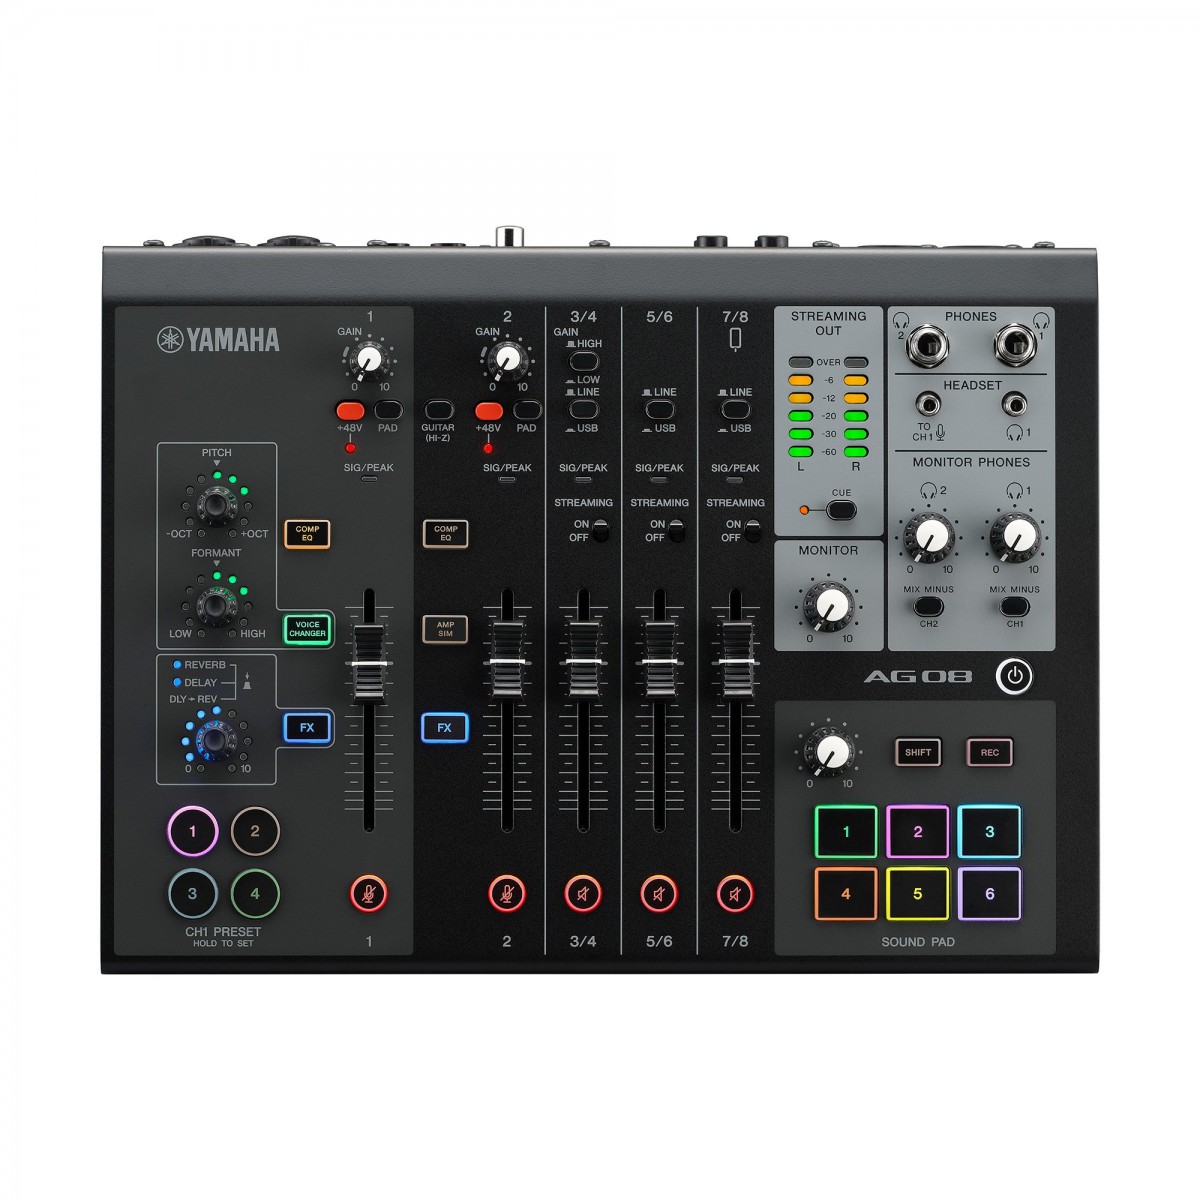 YAMAHA
1
GAIN
0 10
+48V PAD
SIG/PEAK
PITCH
-OCT +OCT
FORMANT
LOW HIGH
COMP
EQ
VOICE
CHANGER
REVERB
DELAY
DLY→REV
0 10
FX
1 2
3 4
CH1 PRESET
HOLD TO SET
1
2
GAIN
0 10
GUITAR
(HI-Z)
+48V PAD
SIG/PEAK
COMP
EQ
AMP
SIM
FX
2
3/4
GAIN
HIGH
LOW
LINE
USB
SIG/PEAK
STREAMING
ON
OFF
3/4
5/6
LINE
USB
SIG/PEAK
STREAMING
ON
OFF
5/6
7/8
LINE
USB
SIG/PEAK
STREAMING
ON
OFF
7/8
STREAMING
OUT
OVER
-6
-12
-20
-30
-60
L R
CUE
MONITOR
0 10
PHONES
2 1
HEADSET
TO
CH1
1
MONITOR PHONES
2 1
0 10 0 10
MIX MINUS MIX MINUS
CH2 CH1
AG08
0 10
SHIFT REC
1 2 3
4 5 6
SOUND PAD